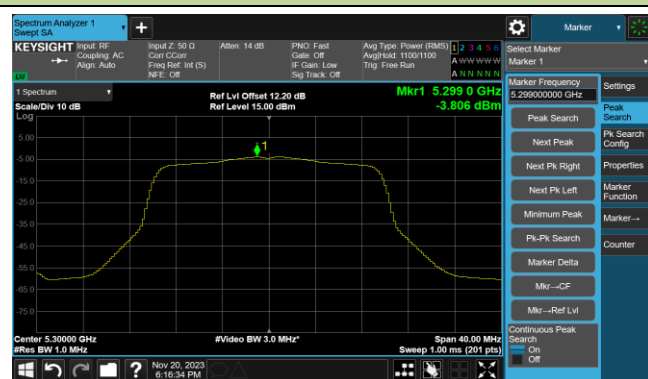 Spectrum Analyzer 1
Swept SA
+
Marker
KEYSIGHT
Input: RF
Coupling: AC
Align: Auto
Input Z: 50 Ω
Corr CCorr
Freq Ref: Int (S)
NFE: Off
Atten: 14 dB
PNO: Fast
Gate: Off
IF Gain: Low
Sig Track: Off
Avg Type: Power (RMS)
Avg|Hold: 1100/1100
Trig: Free Run
1 2 3 4 5 6
A W W W W W
A N N N N N
Select Marker
Marker 1
LV
1 Spectrum
Scale/Div 10 dB
Ref Lvl Offset 12.20 dB
Ref Level 15.00 dBm
Mkr1 5.299 0 GHz
-3.806 dBm
Log
5.00
-5.00
-15.0
-25.0
-35.0
-45.0
-55.0
-65.0
-75.0
1
Center 5.30000 GHz
#Res BW 1.0 MHz
#Video BW 3.0 MHz*
Span 40.00 MHz
Sweep 1.00 ms (201 pts)
Marker Frequency
5.299000000 GHz
Peak Search
Next Peak
Next Pk Right
Next Pk Left
Minimum Peak
Pk-Pk Search
Marker Delta
Mkr→CF
Mkr→Ref Lvl
Continuous Peak
Search
On
Off
Settings
Peak
Search
Pk Search
Config
Properties
Marker
Function
Marker→
Counter
?
Nov 20, 2023
6:16:34 PM